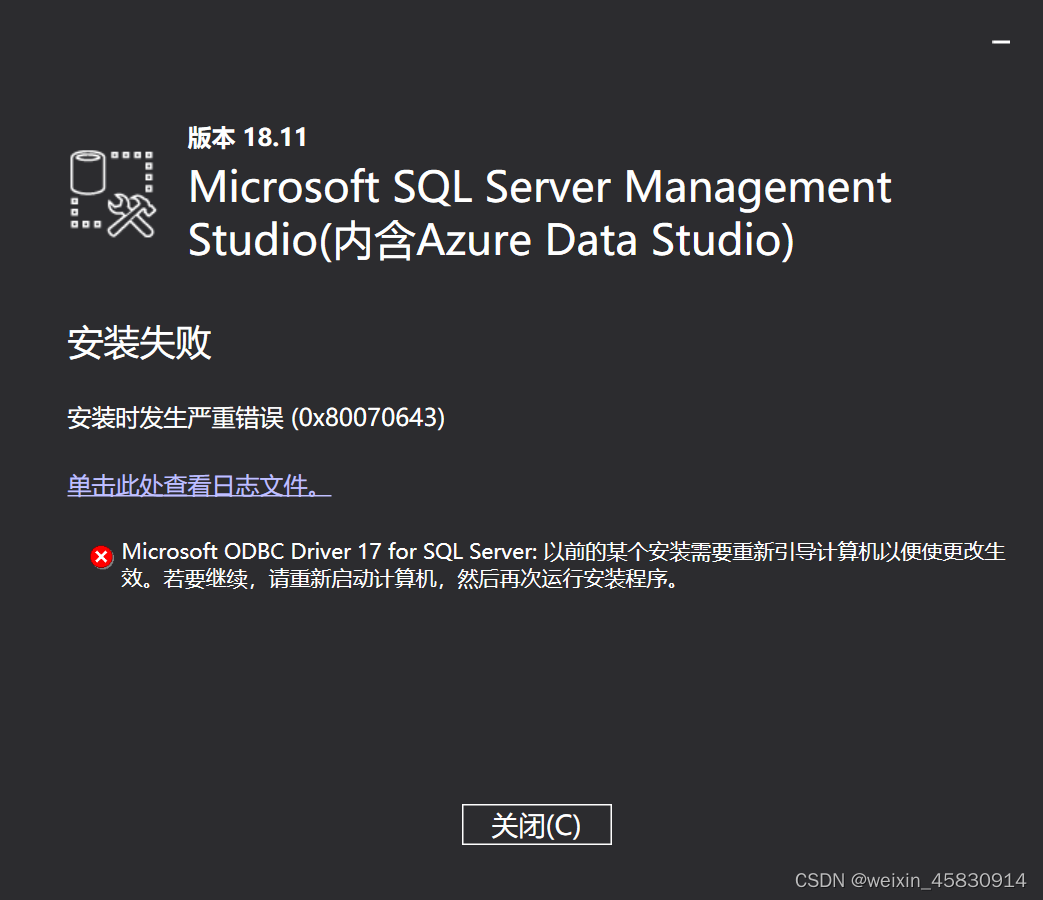 版本 18.11
Microsoft SQL Server Management
Studio(内含Azure Data Studio)
安装失败
安装时发生严重错误 (0x80070643)
单击此处查看日志文件。
Microsoft ODBC Driver 17 for SQL Server: 以前的某个安装需要重新引导计算机以便使更改生
效。若要继续，请重新启动计算机，然后再次运行安装程序。
关闭(C)
CSDN @weixin_45830914